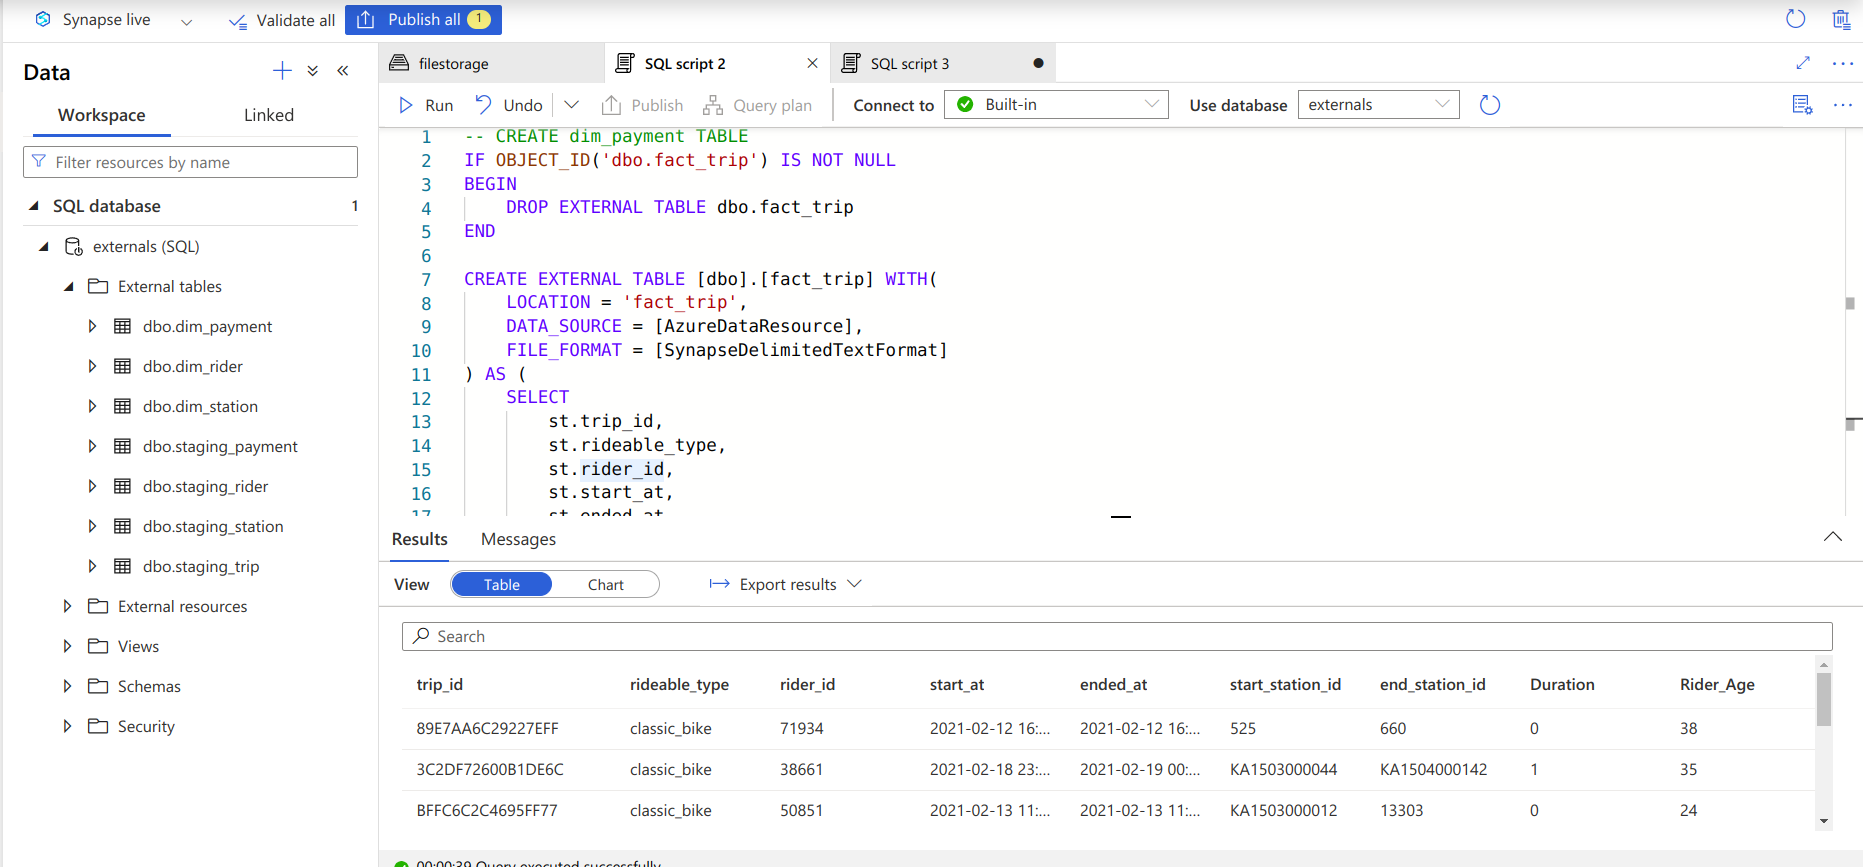 Synapse live
Validate all
Publish all 1
Data
Workspace Linked
Filter resources by name
SQL database 1
externals (SQL)
External tables
dbo.dim_payment
dbo.dim_rider
dbo.dim_station
dbo.staging_payment
dbo.staging_rider
dbo.staging_station
dbo.staging_trip
External resources
Views
Schemas
Security
filestorage
SQL script 2
SQL script 3
Run Undo Publish Query plan Connect to Built-in Use database externals
1 -- CREATE dim_payment TABLE
2 IF OBJECT_ID('dbo.fact_trip') IS NOT NULL
3 BEGIN
4 DROP EXTERNAL TABLE dbo.fact_trip
5 END
6
7 CREATE EXTERNAL TABLE [dbo].[fact_trip] WITH(
8 LOCATION = 'fact_trip',
9 DATA_SOURCE = [AzureDataResource],
10 FILE_FORMAT = [SynapseDelimitedTextFormat]
11 ) AS (
12 SELECT
13 st.trip_id,
14 st.rideable_type,
15 st.rider_id,
16 st.start_at,
17 st.ended_at
Results Messages
View Table Chart Export results
Search
trip_id rideable_type rider_id start_at ended_at start_station_id end_station_id Duration Rider_Age
89E7AA6C29227EFF classic_bike 71934 2021-02-12 16:... 2021-02-12 16:... 525 660 0 38
3C2DF72600B1DE6C classic_bike 38661 2021-02-18 23:... 2021-02-19 00:... KA1503000044 KA1504000142 1 35
BFFC6C2C4695FF77 classic_bike 50851 2021-02-13 11:... 2021-02-13 11:... KA1503000012 13303 0 24
00:00:39 Query executed successfully.